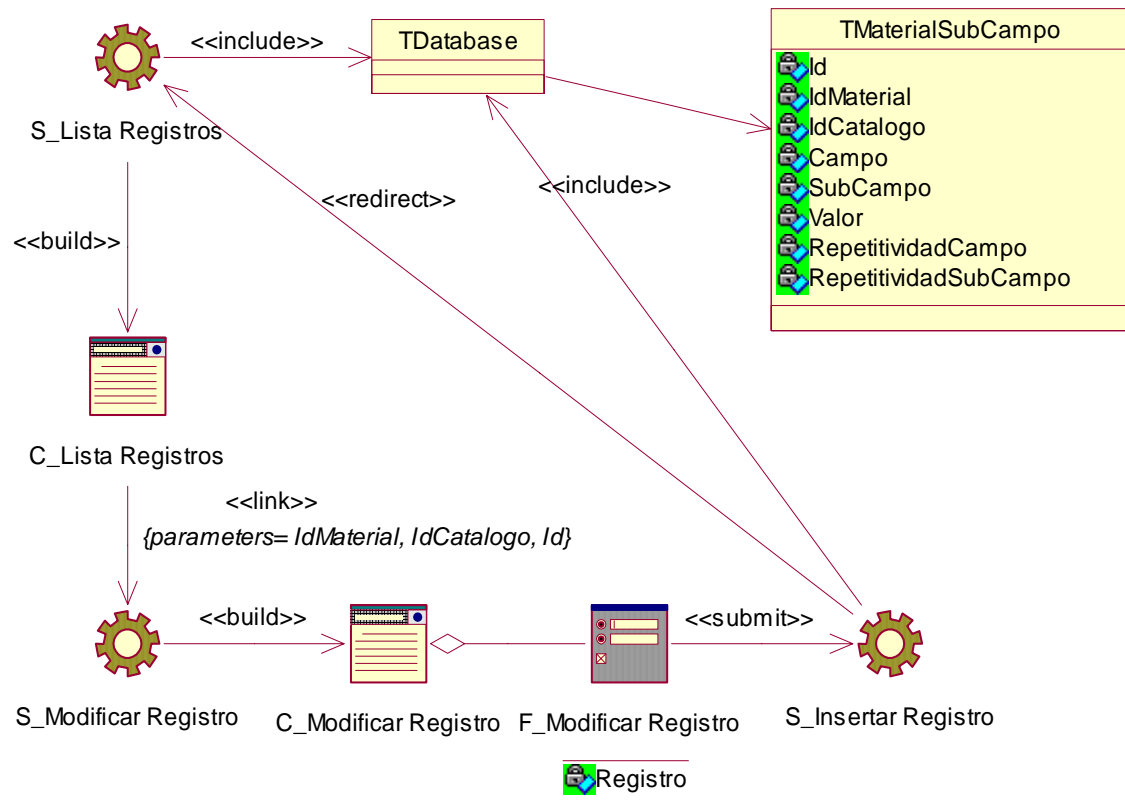 <<include>>
TDatabase
TMaterialSubCampo
Id
IdMaterial
IdCatalogo
Campo
SubCampo
Valor
RepetitividadCampo
RepetitividadSubCampo
S_Lista Registros
<<redirect>>
<<include>>
<<build>>
C_Lista Registros
<<link>>
{parameters= IdMaterial, IdCatalogo, Id}
<<build>>
<<submit>>
S_Modificar Registro
C_Modificar Registro
F_Modificar Registro
S_Insertar Registro
Registro